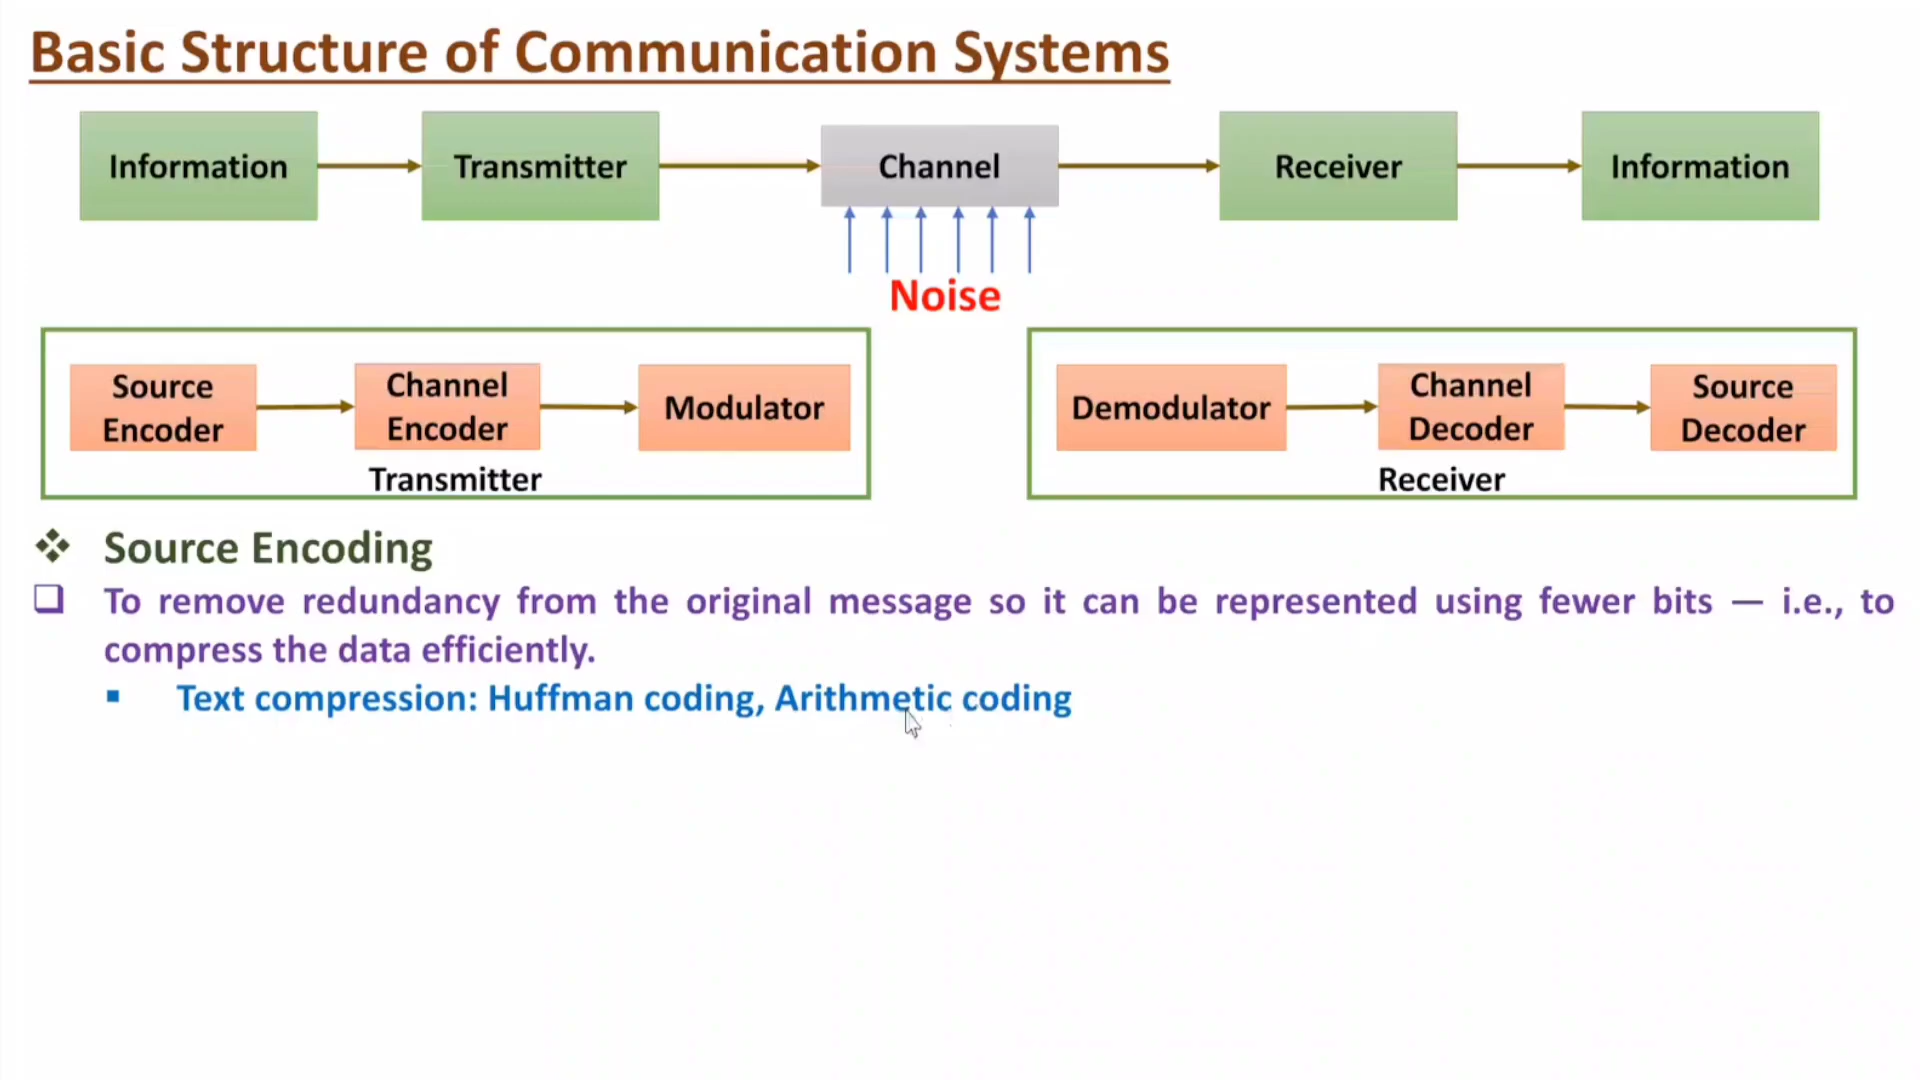 Basic Structure of Communication Systems
Information
Transmitter
Channel
Receiver
Information
Noise
Source
Encoder
Channel
Encoder
Modulator
Transmitter
Demodulator
Channel
Decoder
Source
Decoder
Receiver
Source Encoding
To remove redundancy from the original message so it can be represented using fewer bits — i.e., to
compress the data efficiently.
Text compression: Huffman coding, Arithmetic coding